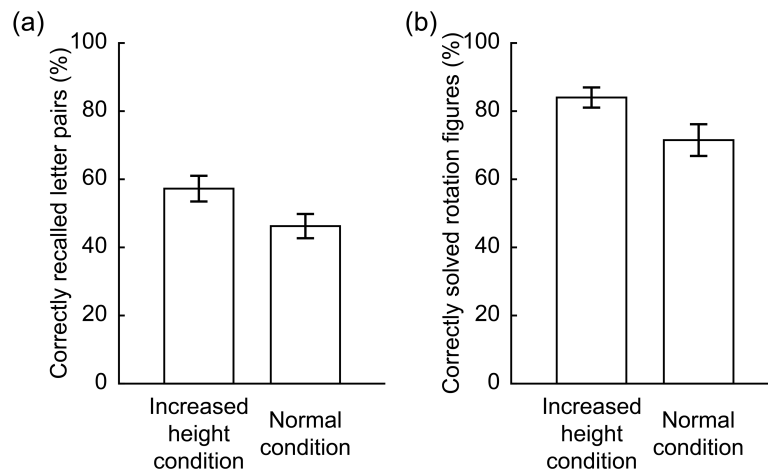 (a)
Correctly recalled letter pairs (%)
100
80
60
40
20
0
Increased
height
condition
Normal
condition
(b)
Correctly solved rotation figures (%)
100
80
60
40
20
0
Increased
height
condition
Normal
condition